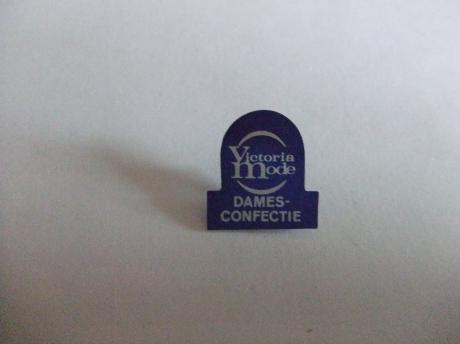 Victoria
Mode
DAMES-
CONFECTIE